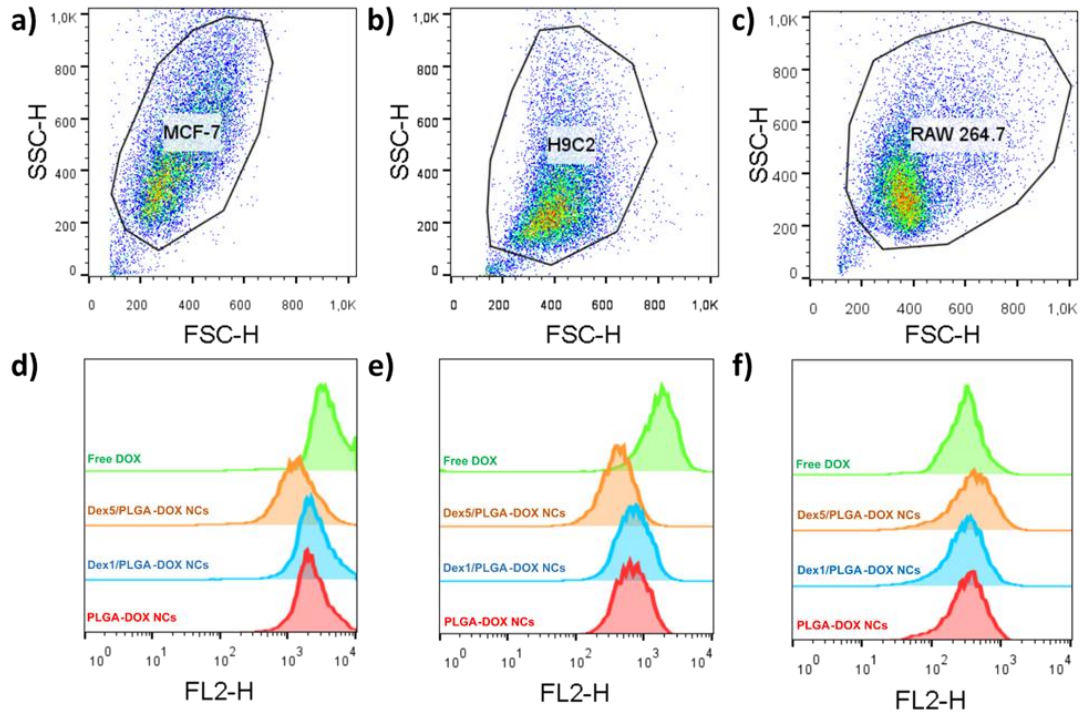 a)
1,0K
800
600
400
200
0
SSC-H
MCF-7
0 200 400 600 800 1,0K
FSC-H
b)
1,0K
800
600
400
200
0
SSC-H
H9C2
0 200 400 600 800 1,0K
FSC-H
c)
1,0K
800
600
400
200
0
SSC-H
RAW 264.7
0 200 400 600 800 1,0K
FSC-H
d)
Free DOX
Dex5/PLGA-DOX NCs
Dex1/PLGA-DOX NCs
PLGA-DOX NCs
10^0 10^1 10^2 10^3 10^4
FL2-H
e)
Free DOX
Dex5/PLGA-DOX NCs
Dex1/PLGA-DOX NCs
PLGA-DOX NCs
10^0 10^1 10^2 10^3 10^4
FL2-H
f)
Free DOX
Dex5/PLGA-DOX NCs
Dex1/PLGA-DOX NCs
PLGA-DOX NCs
10^0 10^1 10^2 10^3 10^4
FL2-H